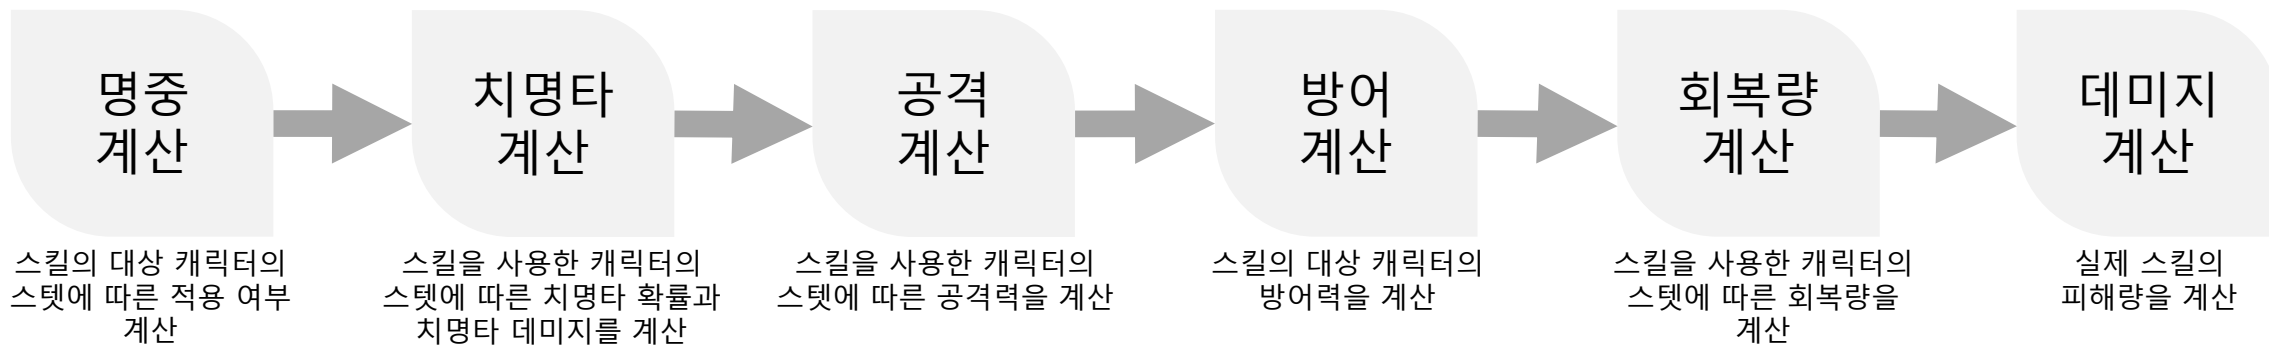 명중
계산
치명타
계산
공격
계산
방어
계산
회복량
계산
데미지
계산
스킬의 대상 캐릭터의
스텟에 따른 적용 여부
계산
스킬을 사용한 캐릭터의
스텟에 따른 치명타 확률과
치명타 데미지를 계산
스킬을 사용한 캐릭터의
스텟에 따른 공격력을 계산
스킬의 대상 캐릭터의
방어력을 계산
스킬을 사용한 캐릭터의
스텟에 따른 회복량을
계산
실제 스킬의
피해량을 계산